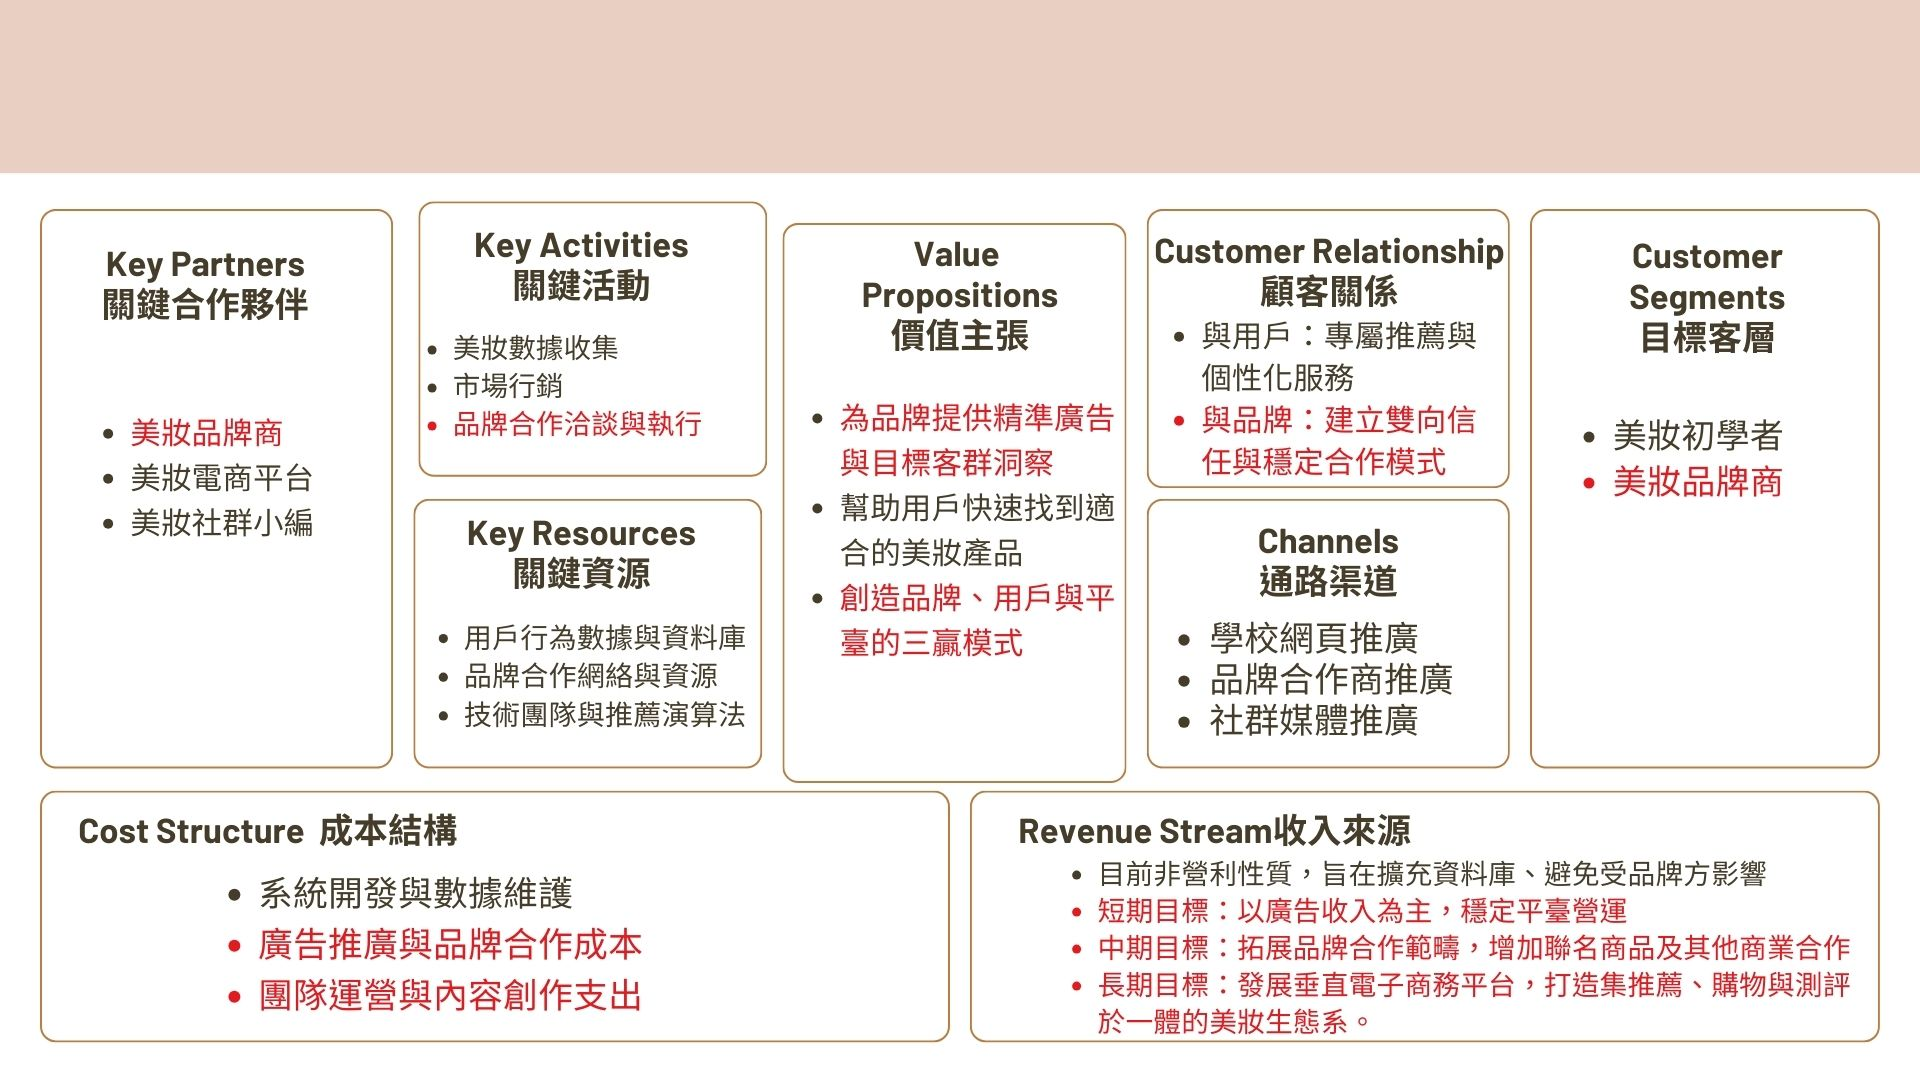 Key Partners
關鍵合作夥伴
美妝品牌商
美妝電商平台
美妝社群小編
Key Activities
關鍵活動
美妝數據收集
市場行銷
品牌合作洽談與執行
Key Resources
關鍵資源
用戶行為數據與資料庫
品牌合作網絡與資源
技術團隊與推薦演算法
Value
Propositions
價值主張
為品牌提供精準廣告
與目標客群洞察
幫助用戶快速找到適
合的美妝產品
創造品牌、用戶與平
臺的三贏模式
Customer Relationship
顧客關係
與用戶：專屬推薦與
個性化服務
與品牌：建立雙向信
任與穩定合作模式
Channels
通路渠道
學校網頁推廣
品牌合作商推廣
社群媒體推廣
Customer
Segments
目標客層
美妝初學者
美妝品牌商
Cost Structure 成本結構
系統開發與數據維護
廣告推廣與品牌合作成本
團隊運營與內容創作支出
Revenue Stream收入來源
目前非營利性質，旨在擴充資料庫、避免受品牌方影響
短期目標：以廣告收入為主，穩定平臺營運
中期目標：拓展品牌合作範疇，增加聯名商品及其他商業合作
長期目標：發展垂直電子商務平台，打造集推薦、購物與測評
於一體的美妝生態系。